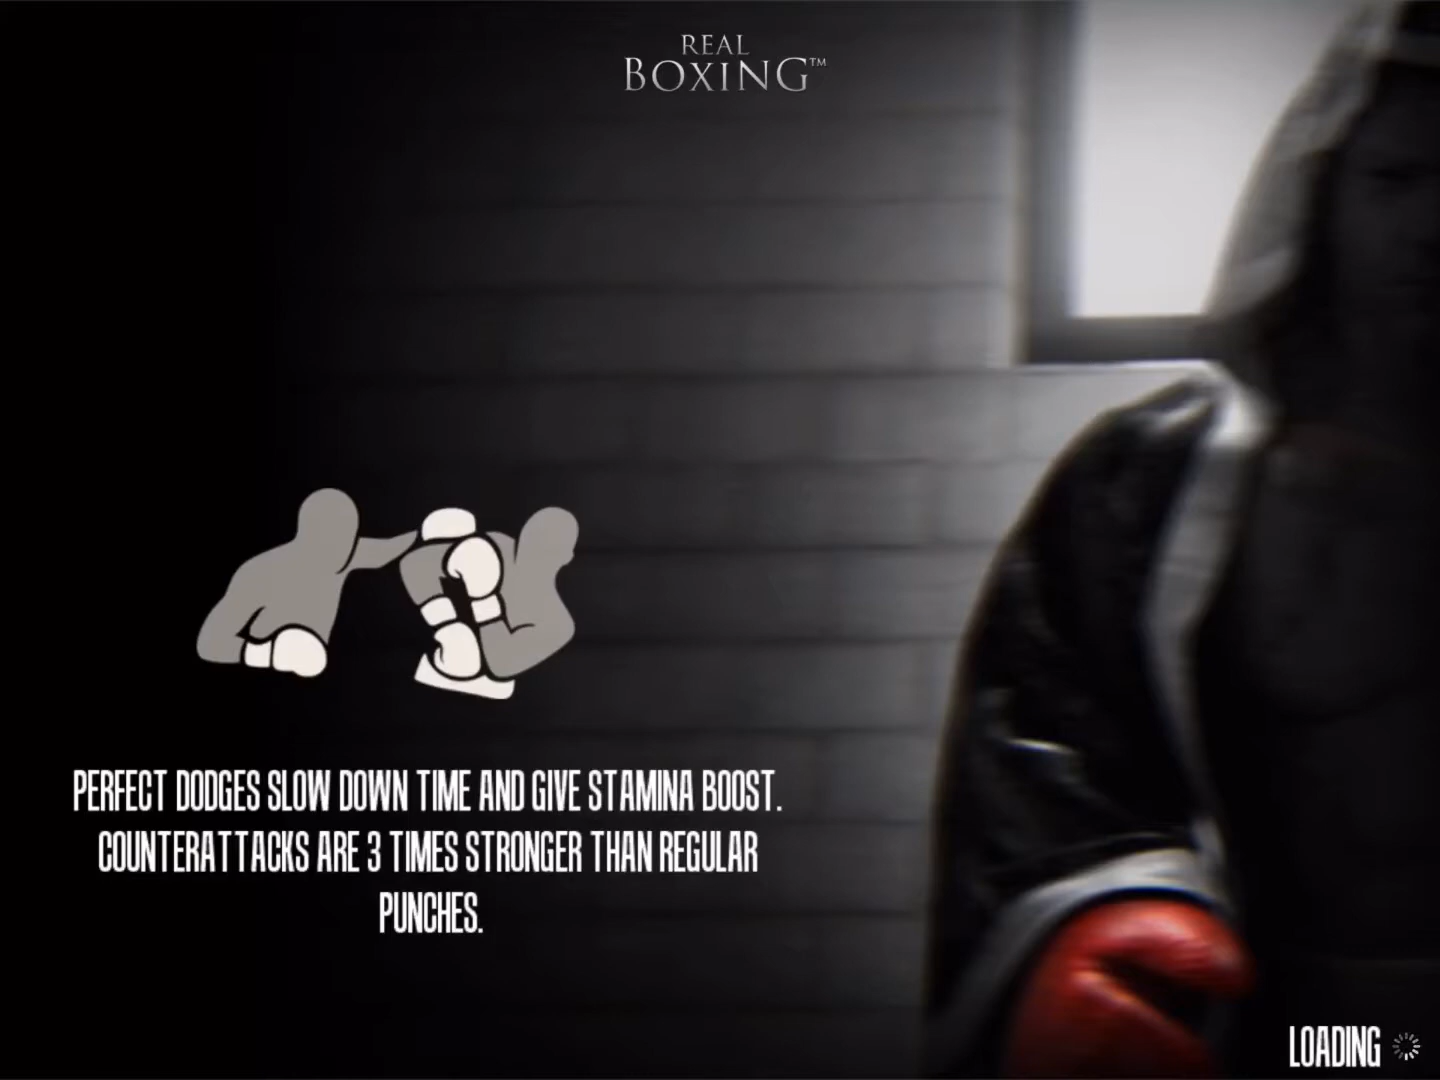 REAL
BOXING™
PERFECT DODGES SLOW DOWN TIME AND GIVE STAMINA BOOST.
COUNTERATTACKS ARE 3 TIMES STRONGER THAN REGULAR
PUNCHES.
LOADING